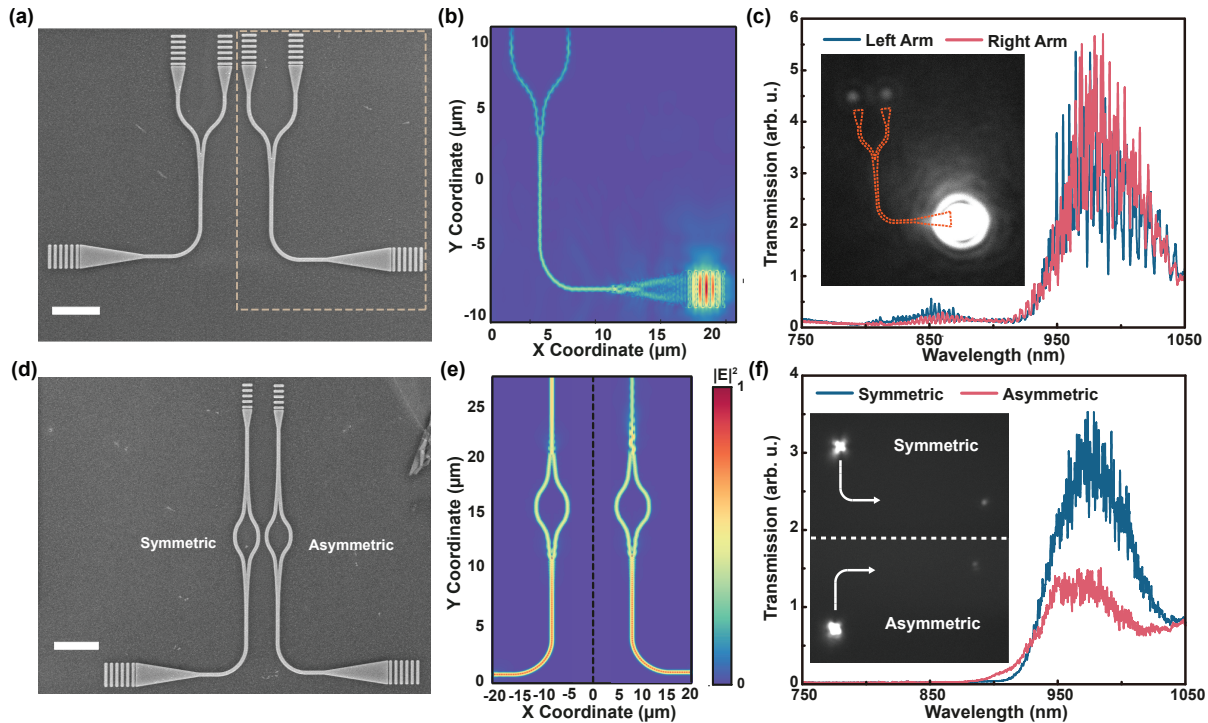 (a)
(b)
10
5
0
-5
-10
Y Coordinate (µm)
0
5
10
15
20
X Coordinate (µm)
(c)
Left Arm
Right Arm
6
5
4
3
2
1
0
Transmission (arb. u.)
750
850
950
1050
Wavelength (nm)
(d)
Symmetric
Asymmetric
(e)
25
20
15
10
5
0
Y Coordinate (µm)
-20
-15
-10
-5
0
5
10
15
20
X Coordinate (µm)
|E|²
1
0
(f)
Symmetric
Asymmetric
Symmetric
Asymmetric
4
3
2
1
0
Transmission (arb. u.)
750
850
950
1050
Wavelength (nm)